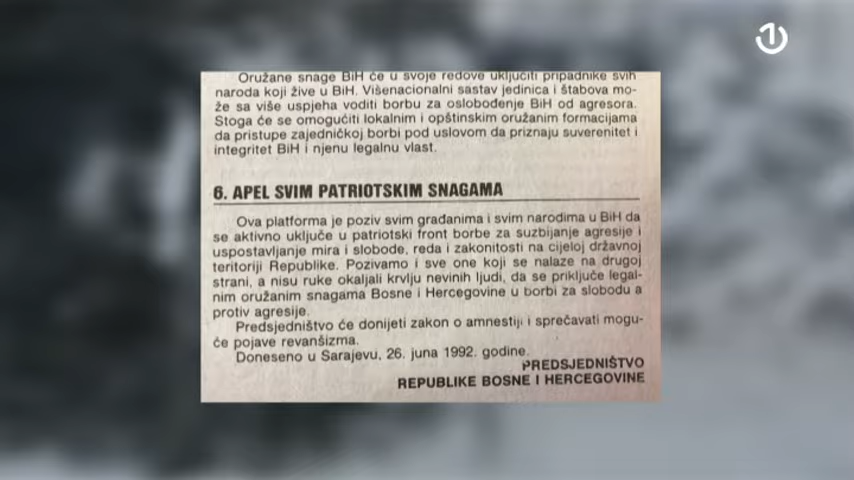 Oružane snage BiH će u svoje redove uključiti pripadnike svih
naroda koji žive u BiH. Višenacionalni sastav jedinica i štabova mo-
že sa više uspjeha voditi borbu za oslobođenje BiH od agresora.
Stoga će se omogućiti lokalnim i opštinskim oružanim formacijama
da pristupe zajedničkoj borbi pod uslovom da priznaju suverenitet i
integritet BiH i njenu legalnu vlast.
6. APEL SVIM PATRIOTSKIM SNAGAMA
Ova platforma je poziv svim građanima i svim narodima u BiH da
se aktivno uključe u patriotski front borbe za suzbijanje agresije i
uspostavljanje mira i slobode, reda i zakonitosti na cijeloj državnoj
teritoriji Republike. Pozivamo i sve one koji se nalaze na drugoj
strani, a nisu ruke okaljali krvlju nevinih ljudi, da se priključe legal-
nim oružanim snagama Bosne i Hercegovine u borbi za slobodu a
protiv agresije.
Predsjedništvo će donijeti zakon o amnestiji i sprečavati mogu-
će pojave revanšizma.
Doneseno u Sarajevu, 26. juna 1992. godine.
PREDSJEDNIŠTVO
REPUBLIKE BOSNE I HERCEGOVINE